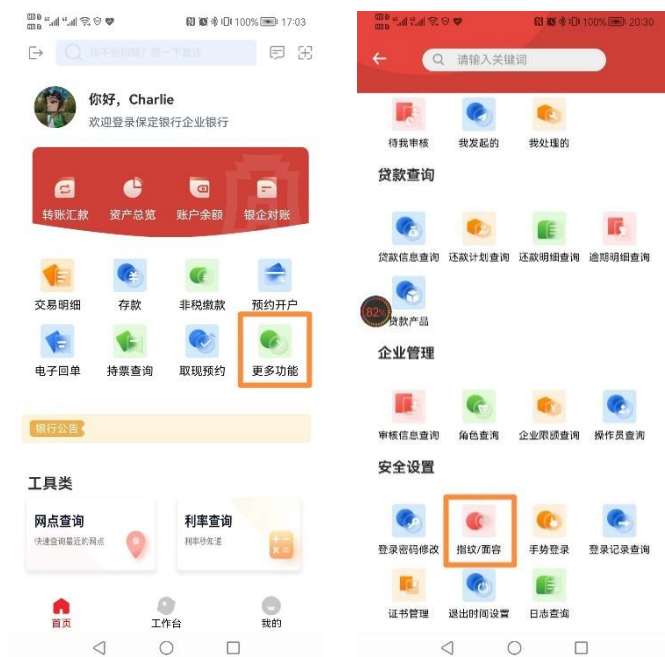 17:03
100%
你好，Charlie
欢迎登录保定银行企业银行
转账汇款 资产总览 账户余额 银企对账
交易明细 存款 非税缴款 预约开户
电子回单 持票查询 取现预约 更多功能
银行公告
工具类
网点查询 利率查询
快速查询最近的网点 利率秒知道
首页 工作台 我的
100% 20:30
请输入关键词
待我审核 我发起的 我处理的
贷款查询
贷款信息查询 还款计划查询 还款明细查询 逾期明细查询
82%
贷款产品
企业管理
审核信息查询 角色查询 企业限额查询 操作员查询
安全设置
登录密码修改 指纹/面容 手势登录 登录记录查询
证书管理 退出时间设置 日志查询